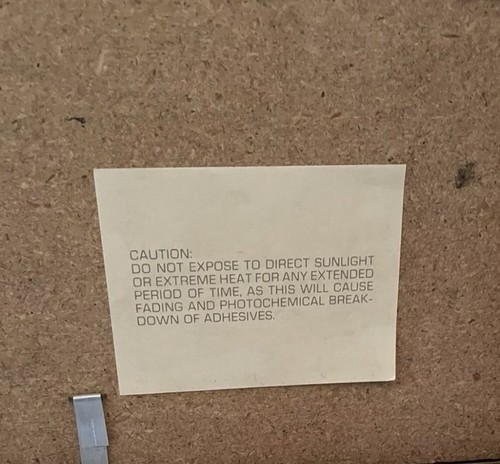 CAUTION:
DO NOT EXPOSE TO DIRECT SUNLIGHT
OR EXTREME HEAT FOR ANY EXTENDED
PERIOD OF TIME, AS THIS WILL CAUSE
FADING AND PHOTOCHEMICAL BREAK-
DOWN OF ADHESIVES.